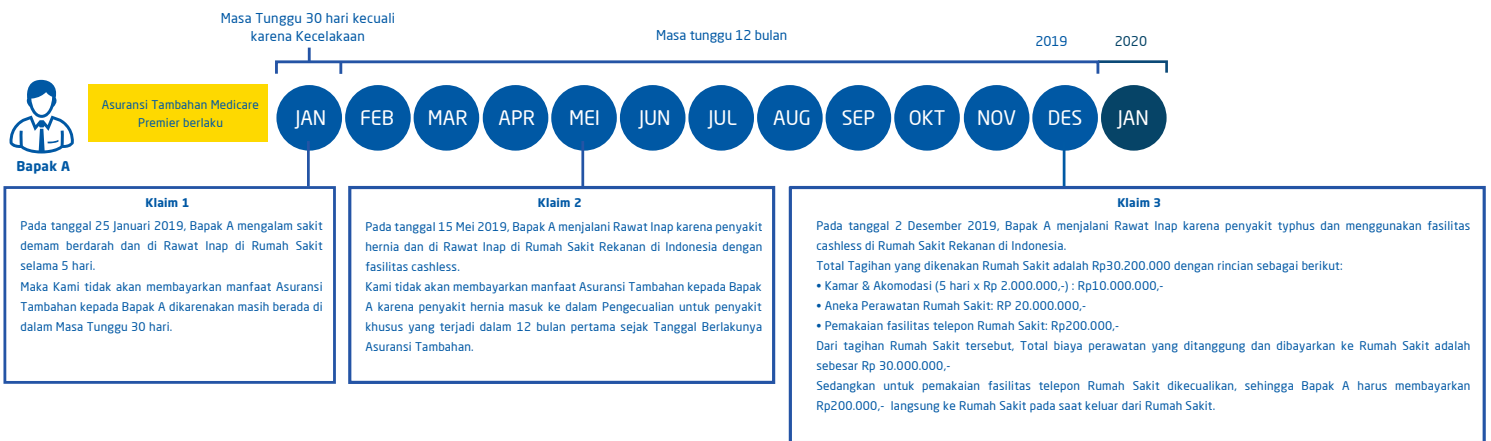 Masa Tunggu 30 hari kecuali
karena Kecelakaan
Masa tunggu 12 bulan
2019
2020
Bapak A
Asuransi Tambahan Medicare
Premier berlaku
JAN
FEB
MAR
APR
MEI
JUN
JUL
AUG
SEP
OKT
NOV
DES
JAN
Klaim 1
Pada tanggal 25 Januari 2019, Bapak A mengalam sakit
demam berdarah dan di Rawat Inap di Rumah Sakit
selama 5 hari.
Maka Kami tidak akan membayarkan manfaat Asuransi
Tambahan kepada Bapak A dikarenakan masih berada di
dalam Masa Tunggu 30 hari.
Klaim 2
Pada tanggal 15 Mei 2019, Bapak A menjalani Rawat Inap karena penyakit
hernia dan di Rawat Inap di Rumah Sakit Rekanan di Indonesia dengan
fasilitas cashless.
Kami tidak akan membayarkan manfaat Asuransi Tambahan kepada Bapak
A karena penyakit hernia masuk ke dalam Pengecualian untuk penyakit
khusus yang terjadi dalam 12 bulan pertama sejak Tanggal Berlakunya
Asuransi Tambahan.
Klaim 3
Pada tanggal 2 Desember 2019, Bapak A menjalani Rawat Inap karena penyakit typhus dan menggunakan fasilitas
cashless di Rumah Sakit Rekanan di Indonesia.
Total Tagihan yang dikenakan Rumah Sakit adalah Rp30.200.000 dengan rincian sebagai berikut:
• Kamar & Akomodasi (5 hari x Rp 2.000.000,-) : Rp10.000.000,-
• Aneka Perawatan Rumah Sakit: RP 20.000.000,-
• Pemakaian fasilitas telepon Rumah Sakit: Rp200.000,-
Dari tagihan Rumah Sakit tersebut, Total biaya perawatan yang ditanggung dan dibayarkan ke Rumah Sakit adalah
sebesar Rp 30.000.000,-
Sedangkan untuk pemakaian fasilitas telepon Rumah Sakit dikecualikan, sehingga Bapak A harus membayarkan
Rp200.000,- langsung ke Rumah Sakit pada saat keluar dari Rumah Sakit.